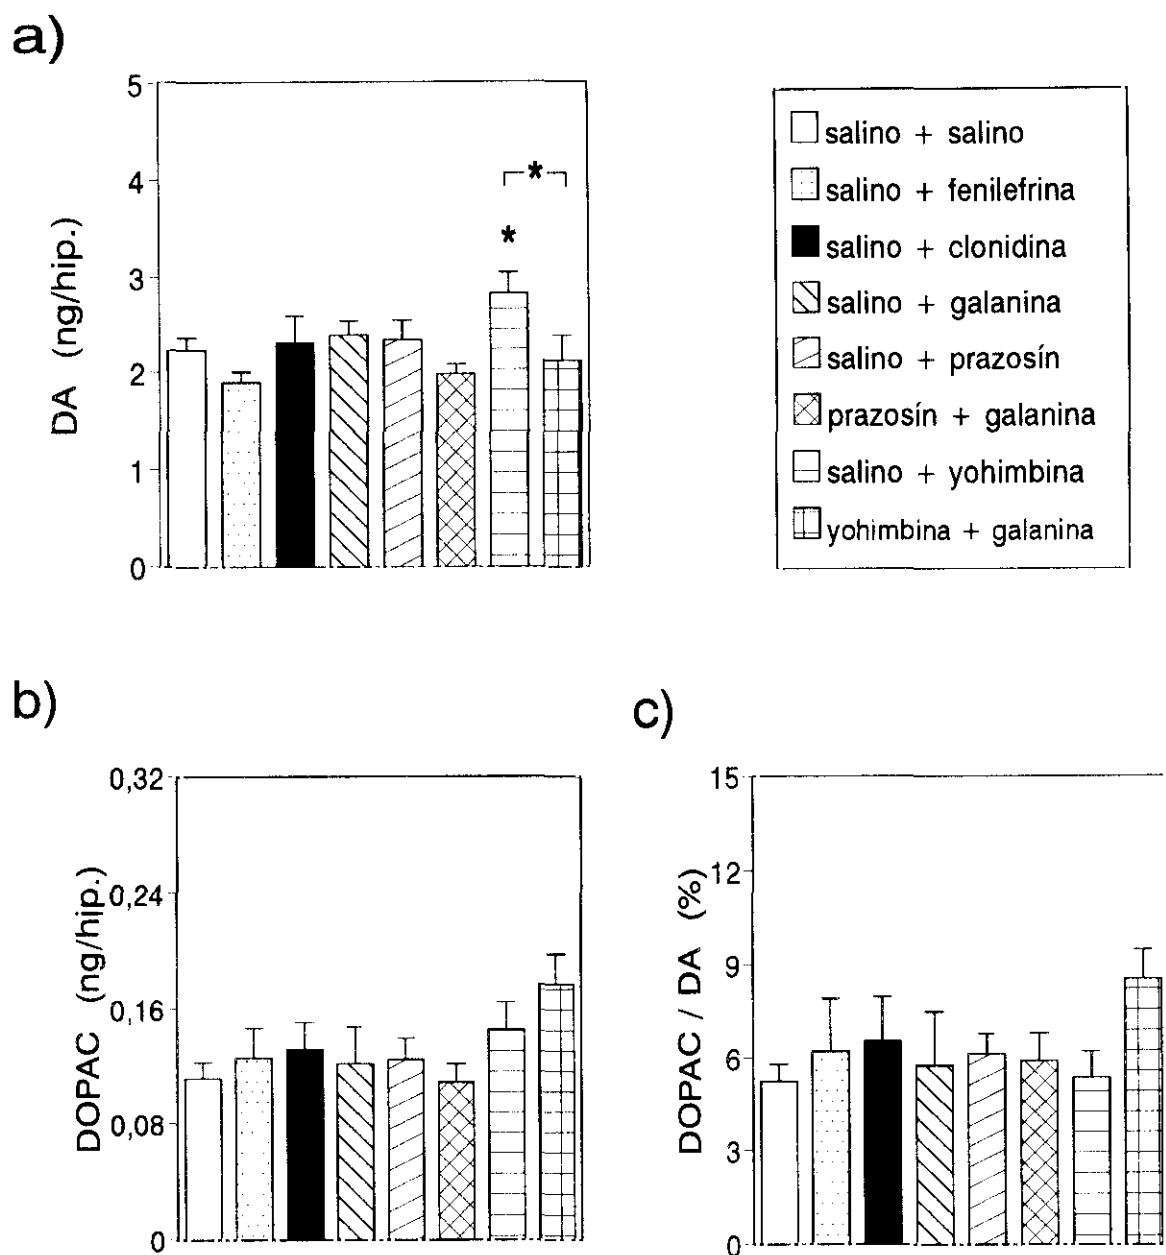 a)
5
4
3
2
1
0
DA (ng/hip.)
*
*
salino + salino
salino + fenilefrina
salino + clonidina
salino + galanina
salino + prazosín
prazosín + galanina
salino + yohimbina
yohimbina + galanina
b)
0,32
0,24
0,16
0,08
0
DOPAC (ng/hip.)
c)
15
12
9
6
3
0
DOPAC / DA (%)